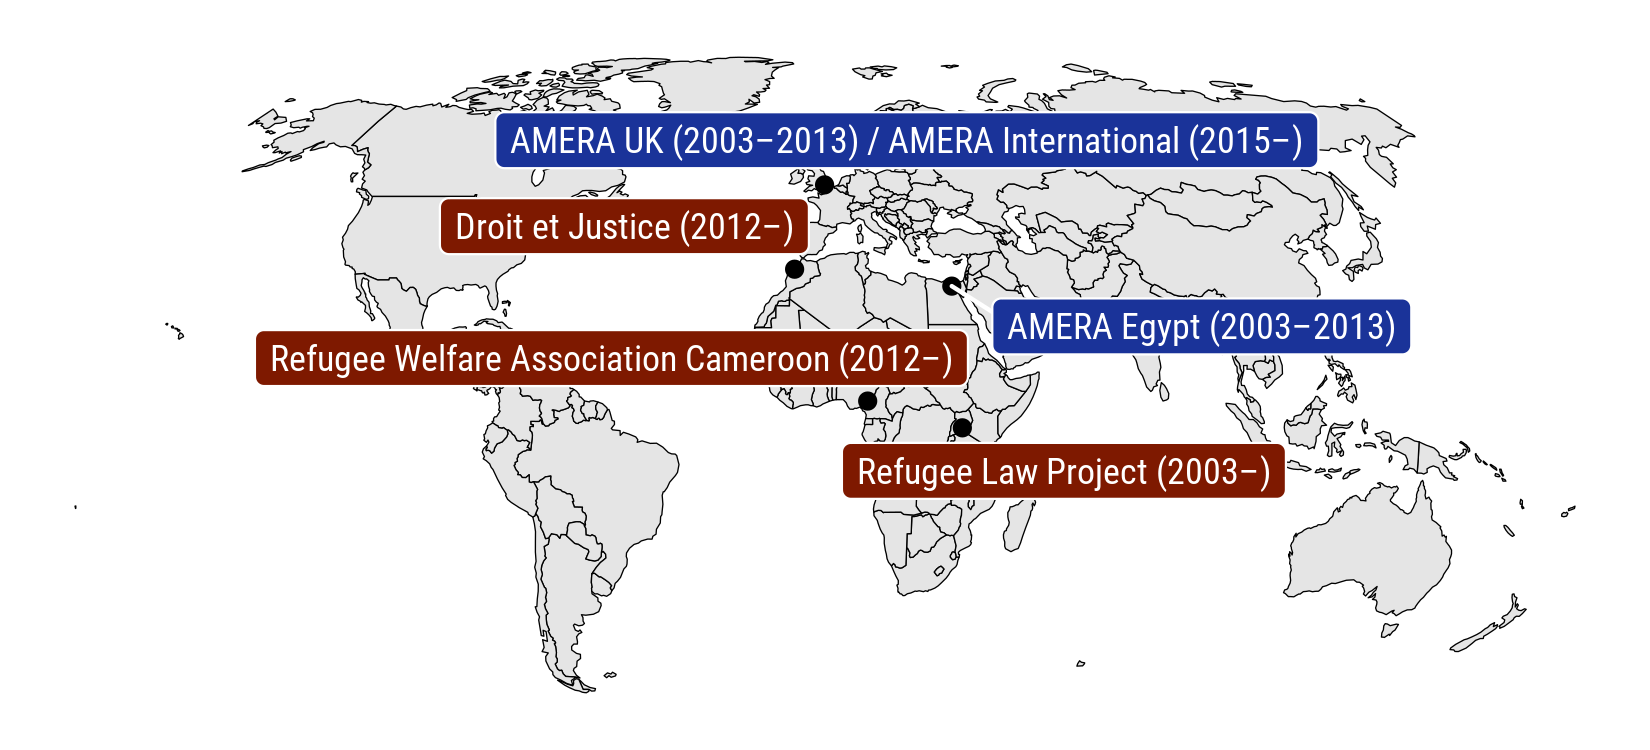 AMERA UK (2003–2013) / AMERA International (2015–)
Droit et Justice (2012–)
AMERA Egypt (2003–2013)
Refugee Welfare Association Cameroon (2012–)
Refugee Law Project (2003–)